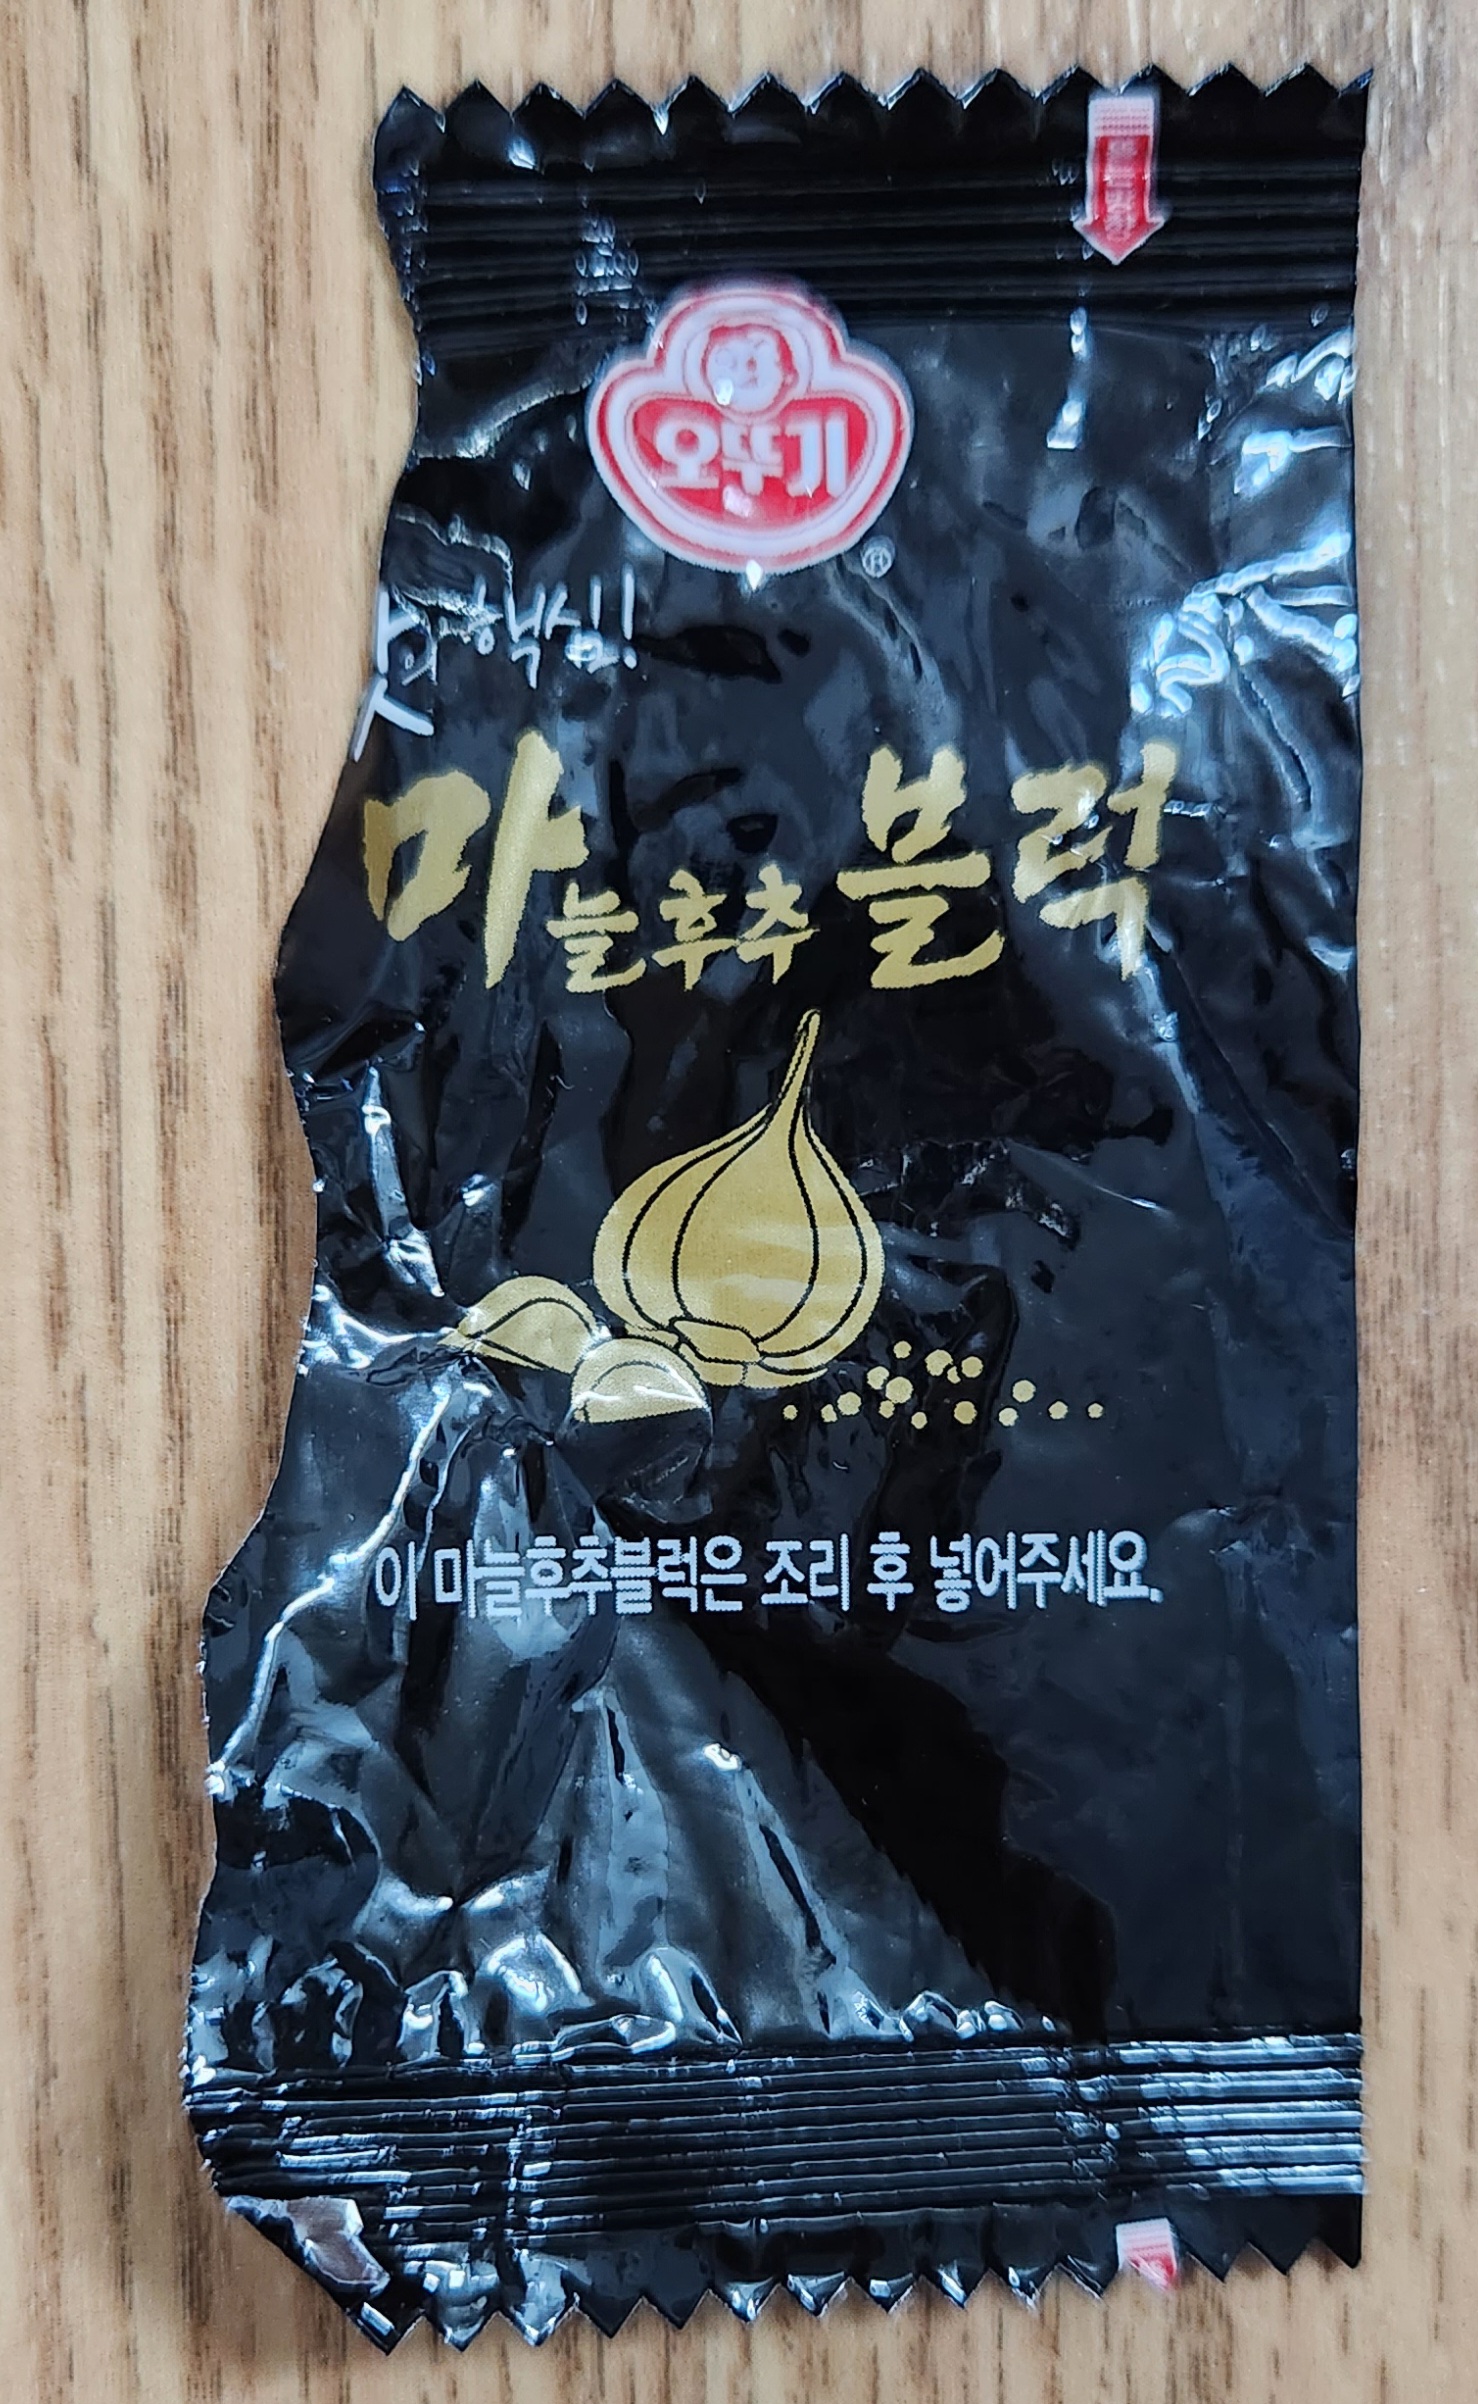 오뚜기
맛의 핵심!
마늘후추블럭
이 마늘후추블럭은 조리 후 넣어주세요.